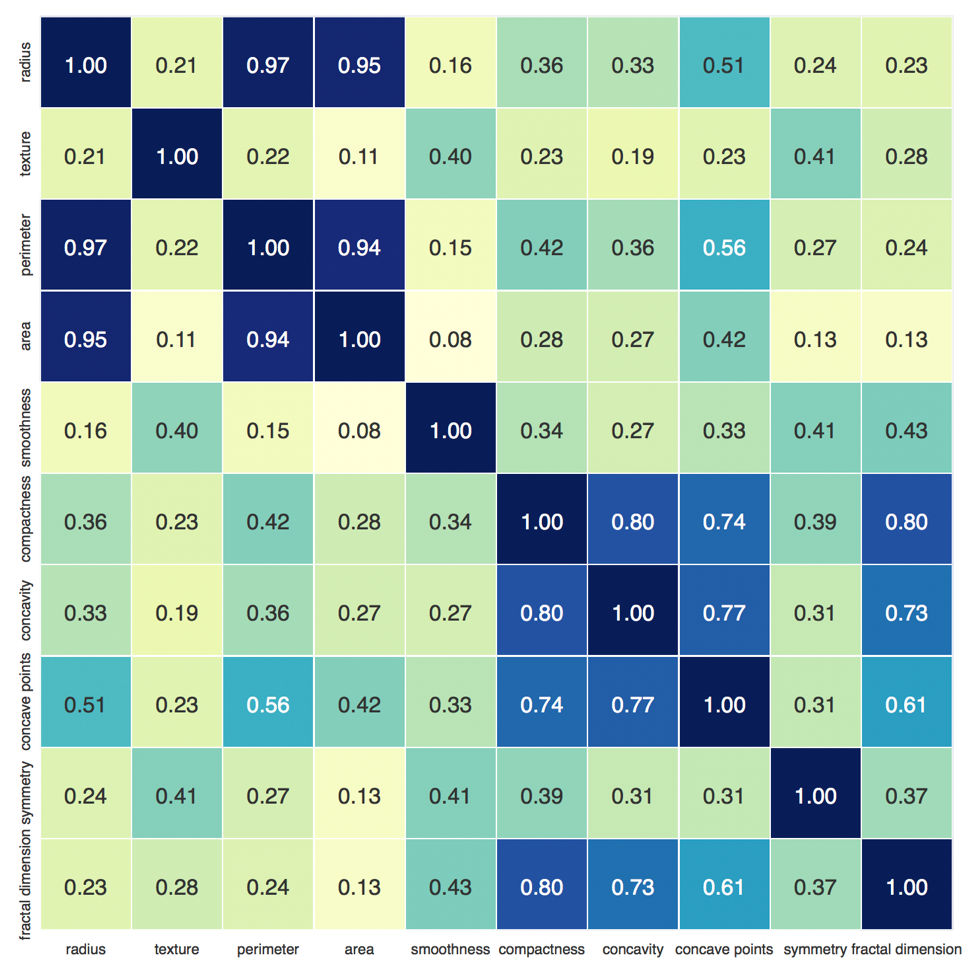 radius 1.00 0.21 0.97 0.95 0.16 0.36 0.33 0.51 0.24 0.23
texture 0.21 1.00 0.22 0.11 0.40 0.23 0.19 0.23 0.41 0.28
perimeter 0.97 0.22 1.00 0.94 0.15 0.42 0.36 0.56 0.27 0.24
area 0.95 0.11 0.94 1.00 0.08 0.28 0.27 0.42 0.13 0.13
smoothness 0.16 0.40 0.15 0.08 1.00 0.34 0.27 0.33 0.41 0.43
compactness 0.36 0.23 0.42 0.28 0.34 1.00 0.80 0.74 0.39 0.80
concavity 0.33 0.19 0.36 0.27 0.27 0.80 1.00 0.77 0.31 0.73
concave points 0.51 0.23 0.56 0.42 0.33 0.74 0.77 1.00 0.31 0.61
symmetry 0.24 0.41 0.27 0.13 0.41 0.39 0.31 0.31 1.00 0.37
fractal dimension 0.23 0.28 0.24 0.13 0.43 0.80 0.73 0.61 0.37 1.00
radius texture perimeter area smoothness compactness concavity concave points symmetry fractal dimension